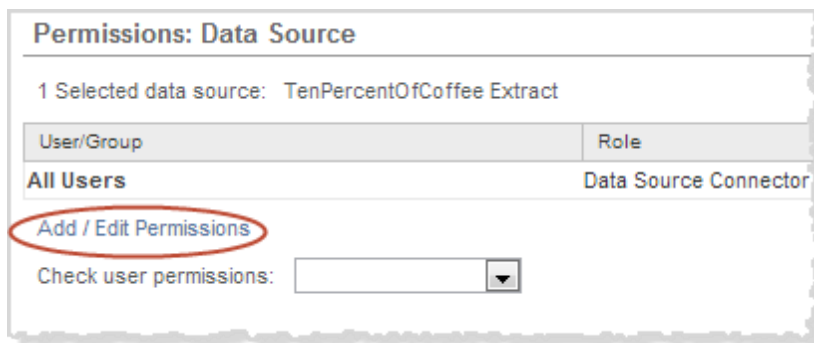 Permissions: Data Source
1 Selected data source: TenPercentOfCoffee Extract
User/Group Role
All Users Data Source Connector
Add / Edit Permissions
Check user permissions: